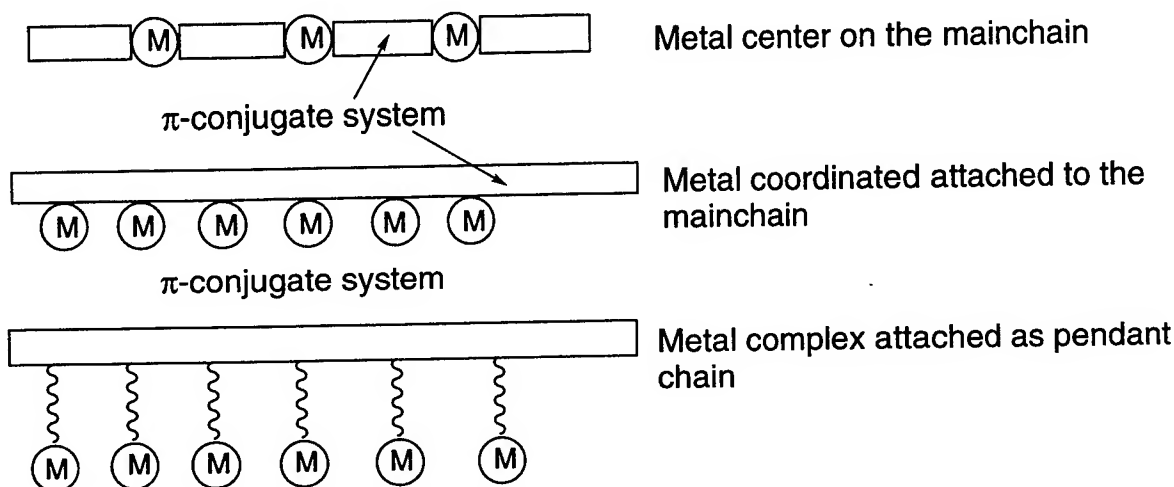 M M M Metal center on the mainchain
π-conjugate system
Metal coordinated attached to the
mainchain
M M M M M M
π-conjugate system
Metal complex attached as pendant
chain
M M M M M M